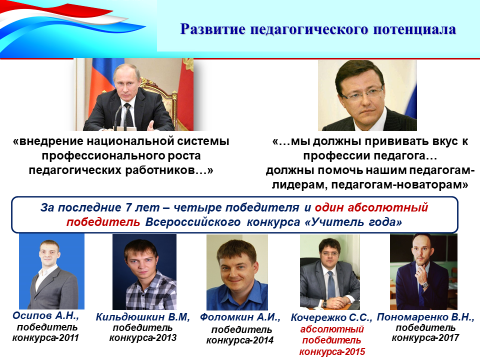 Развитие педагогического потенциала
«внедрение национальной системы
профессионального роста
педагогических работников…»
«…мы должны прививать вкус к
профессии педагога…
должны помочь нашим педагогам-
лидерам, педагогам-новаторам»
За последние 7 лет – четыре победителя и один абсолютный
победитель Всероссийского конкурса «Учитель года»
Осипов А.Н.,
победитель
конкурса-2011
Кильдюшкин В.М,
победитель
конкурса-2013
Фоломкин А.И.,
победитель
конкурса-2014
Кочережко С.С.,
абсолютный
победитель
конкурса-2015
Пономаренко В.Н.,
победитель
конкурса-2017